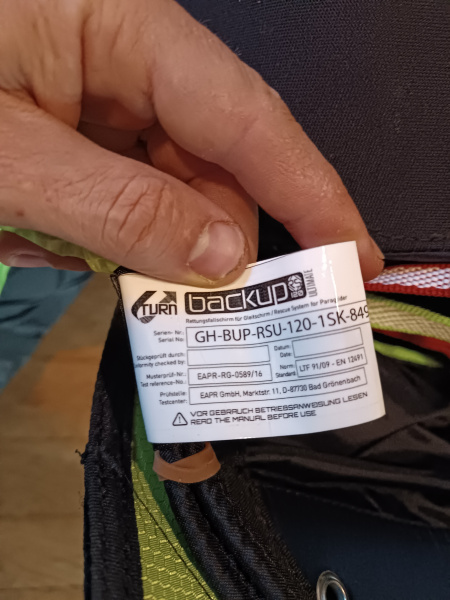 TURN backup 120 ULTIMATE
Rettungsfallschirm für Gleitschirm / Rescue System for Paraglider
Serien- Nr.:
Serial No.:
GH-BUP-RSU-120-1SK-849
Stückgeprüft durch:
Conformity checked by:
Datum:
Date:
Musterprüf-Nr.:
Test reference-No.:
EAPR-RG-0589/16
Norm:
Standard:
LTF 91/09 - EN 12491
Prüfstelle:
Testcenter:
EAPR GmbH, Marktstr. 11, D-87730 Bad Grönenbach
VOR GEBRAUCH BETRIEBSANWEISUNG LESEN
READ THE MANUAL BEFORE USE